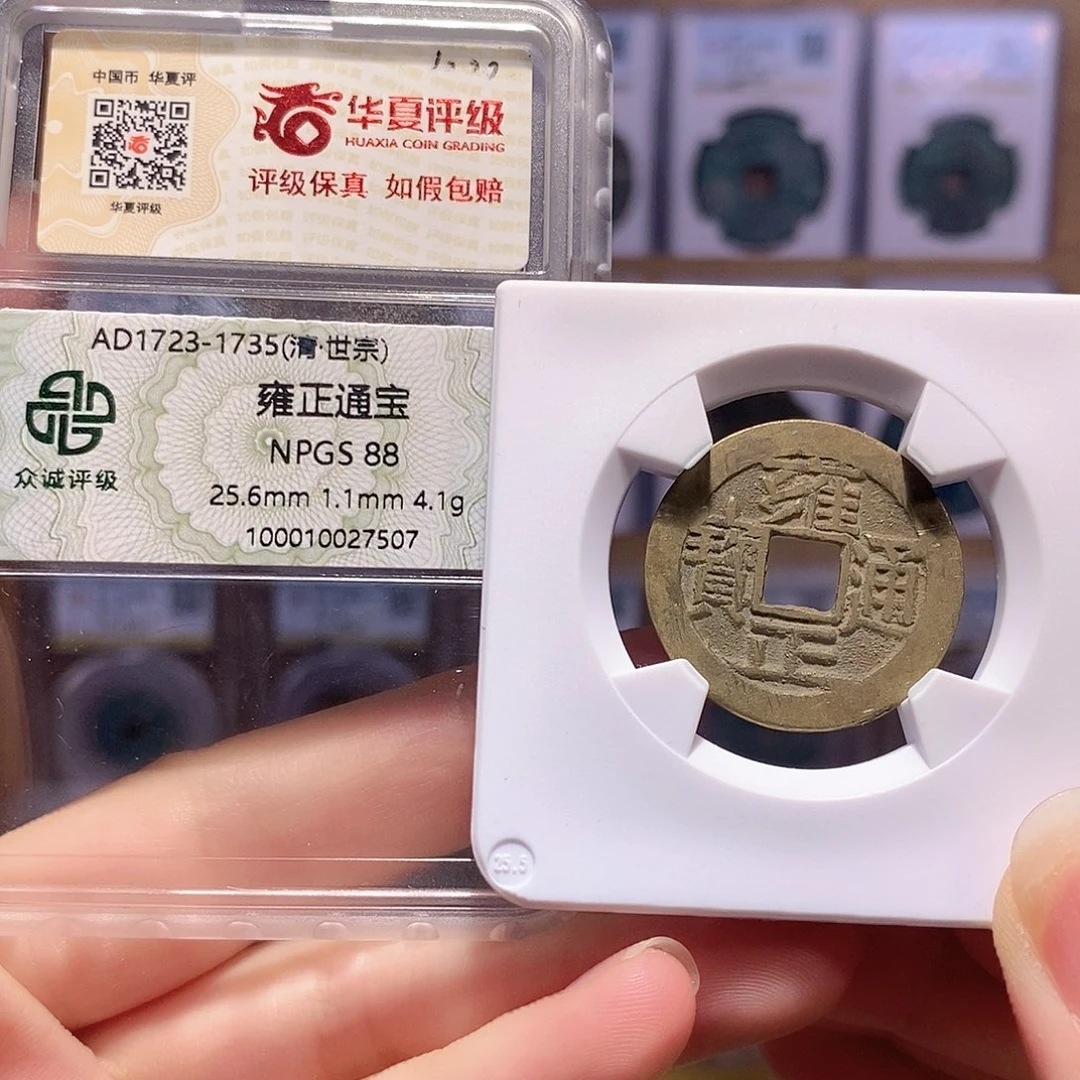 中国币 华夏评
华夏评级
华夏评级
HUAXIA COIN GRADING
评级保真 如假包赔
AD1723-1735(清·世宗)
雍正通宝
NPGS 88
25.6mm 1.1mm 4.1g
100010027507
众诚评级
雍正通寳
25.5